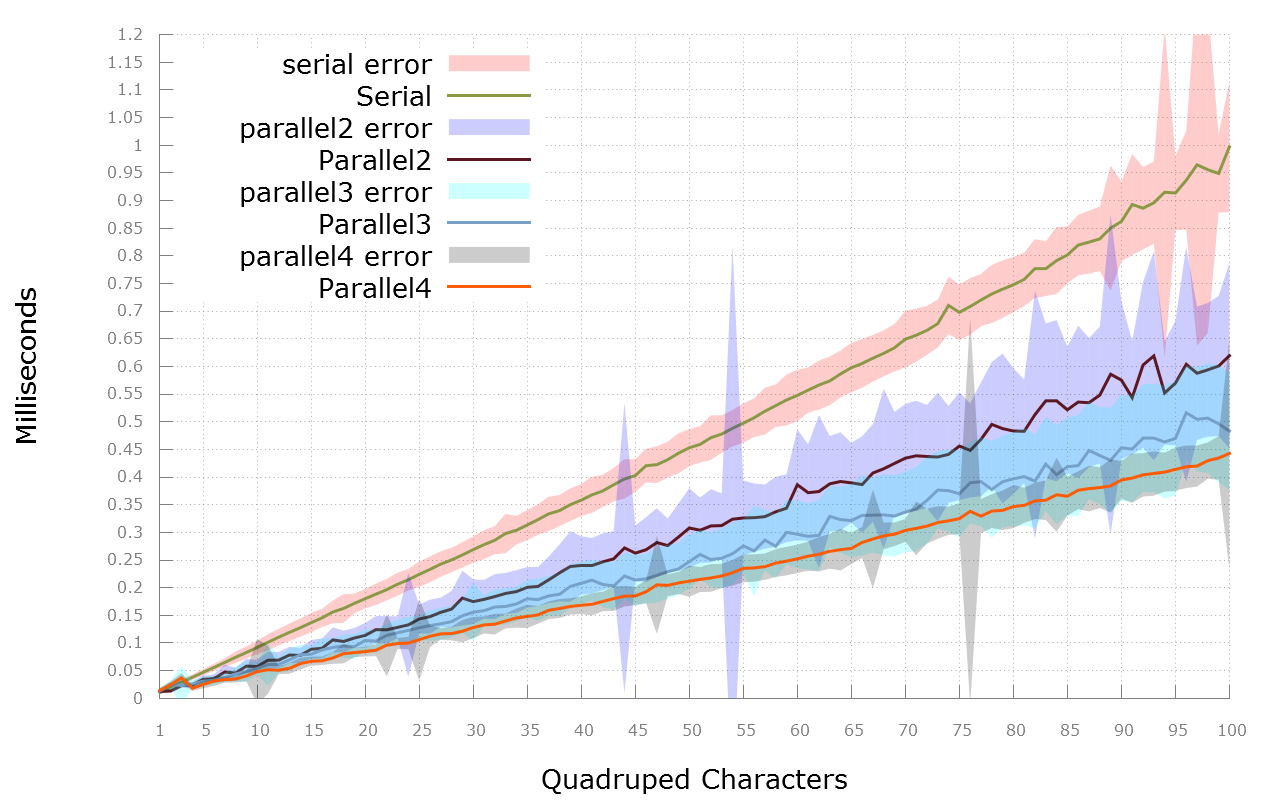 1.2
1.15
1.1
1.05
1
0.95
0.9
0.85
0.8
0.75
0.7
0.65
0.6
0.55
0.5
0.45
0.4
0.35
0.3
0.25
0.2
0.15
0.1
0.05
0
serial error
Serial
parallel2 error
Parallel2
parallel3 error
Parallel3
parallel4 error
Parallel4
Milliseconds
1 5 10 15 20 25 30 35 40 45 50 55 60 65 70 75 80 85 90 95 100
Quadruped Characters